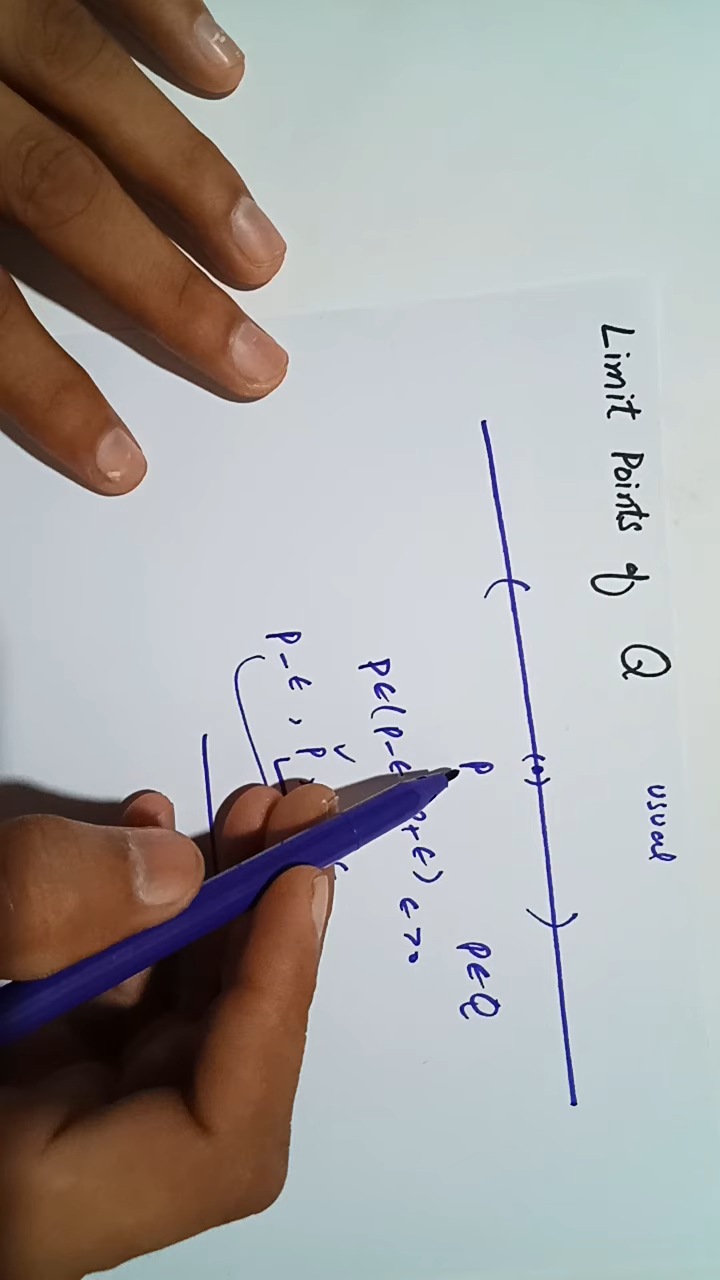 Limit Points of Q usual
(•)
P
P∈Q
P∈(P-∈ P+∈) ∈>0
P-∈, P